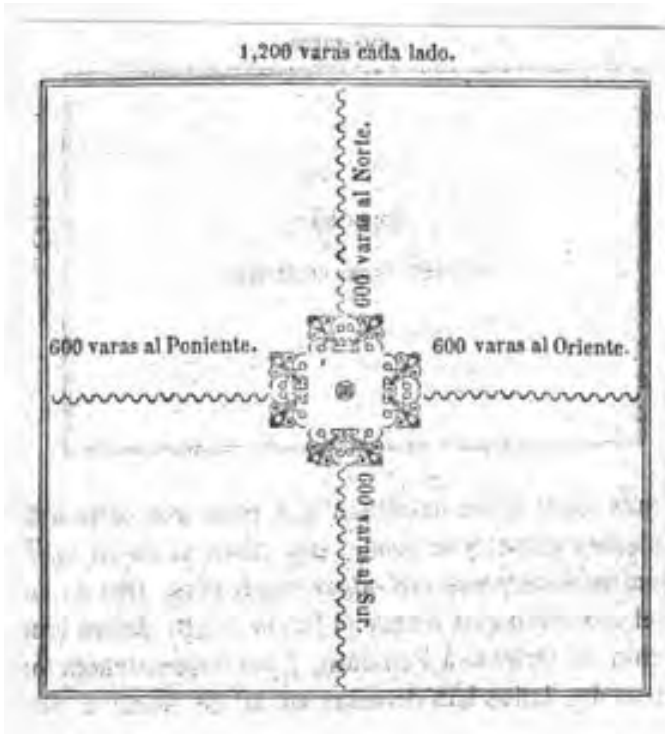 1,200 varas cada lado.
600 varas al Norte.
600 varas al Poniente.
600 varas al Oriente.
600 varas al Sur.